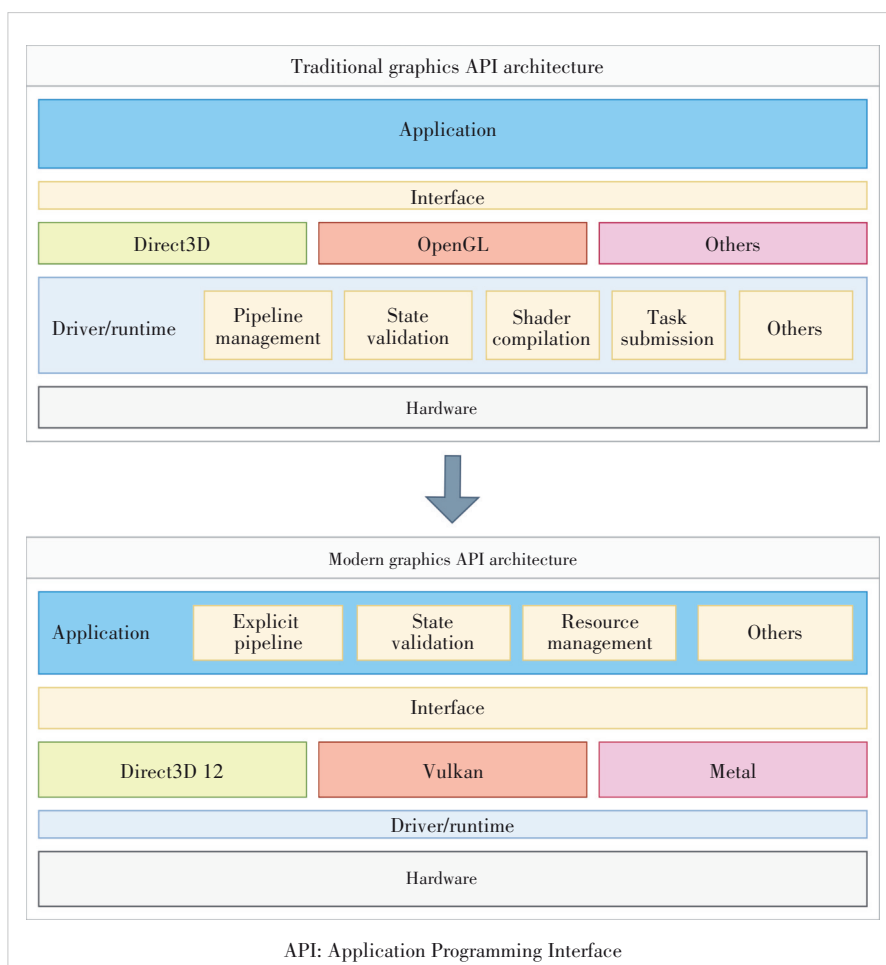 Traditional graphics API architecture
Application
Interface
Direct3D
OpenGL
Others
Driver/runtime
Pipeline
management
State
validation
Shader
compilation
Task
submission
Others
Hardware
Modern graphics API architecture
Application
Explicit
pipeline
State
validation
Resource
management
Others
Interface
Direct3D 12
Vulkan
Metal
Driver/runtime
Hardware
API: Application Programming Interface